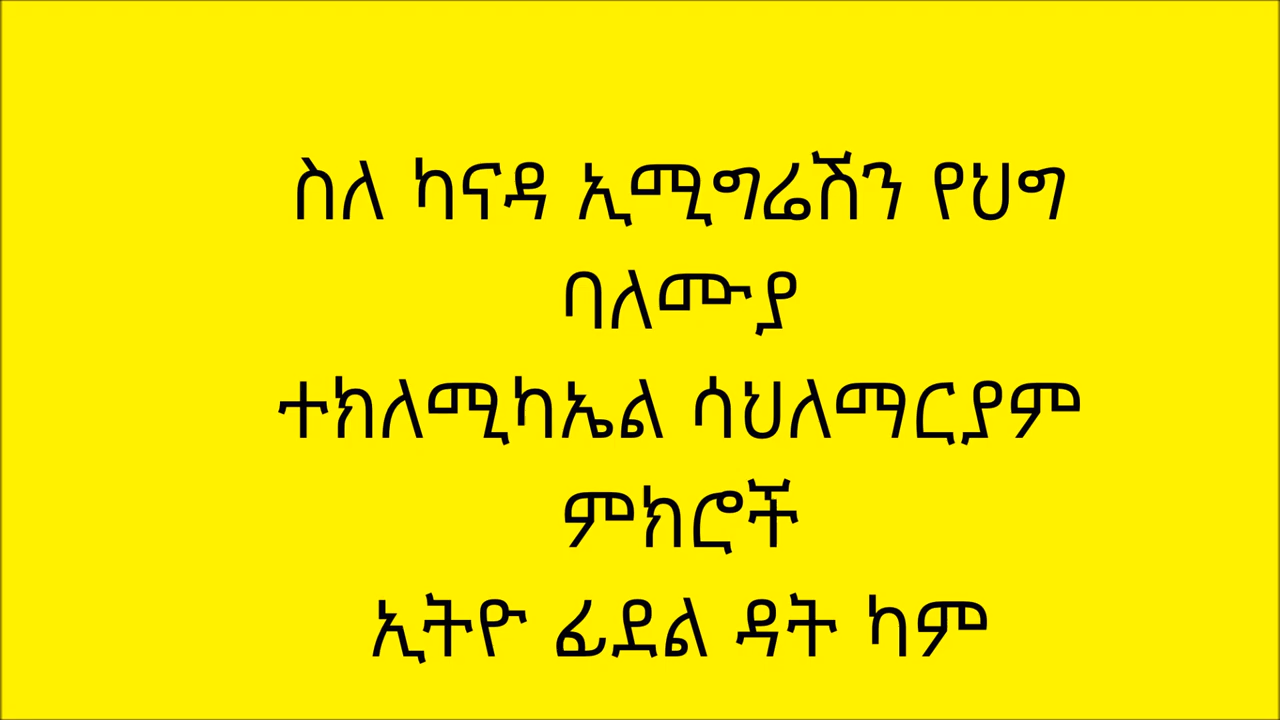 ስለ ካናዳ ኢሚግሬሽን የህግ
ባለሙያ
ተክለሚካኤል ሳህለማርያም
ምክሮች
ኢትዮ ፊደል ዳት ካም